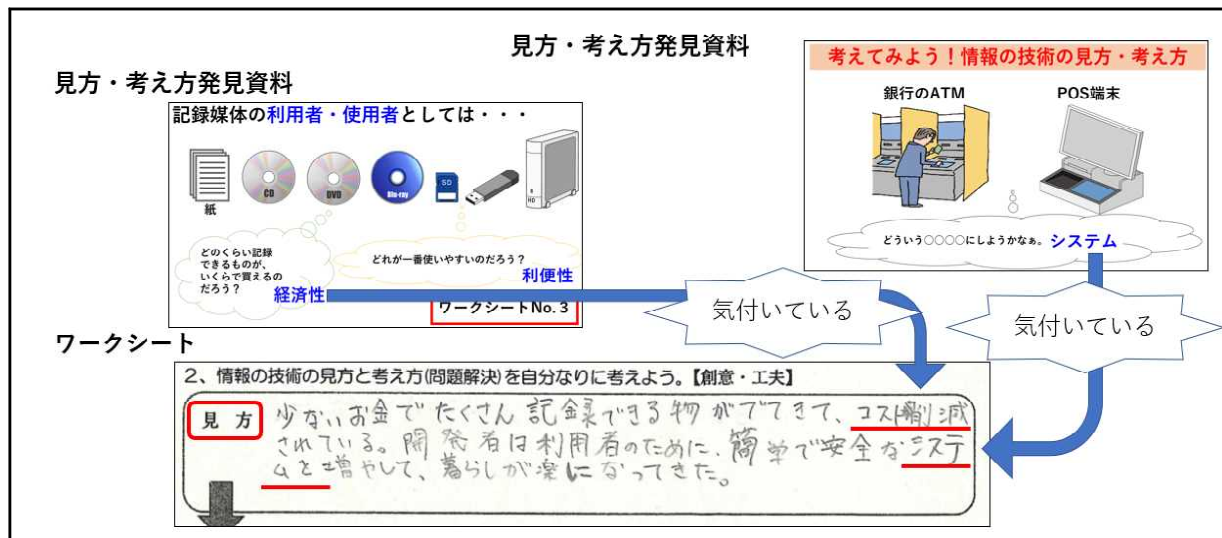 見方・考え方発見資料
見方・考え方発見資料
記録媒体の利用者・使用者としては・・・
紙
CD
DVD
Blu-ray
SD
HD
どのくらい記録
できるものが、
いくらで買えるの
だろう?
経済性
どれが一番使いやすいのだろう?
利便性
ワークシートNo.3
考えてみよう!情報の技術の見方・考え方
銀行のATM
POS端末
どういう○○○○にしようかなぁ。
システム
気付いている
気付いている
ワークシート
2、情報の技術の見方と考え方(問題解決)を自分なりに考えよう。【創意・工夫】
見 方
少ないお金でたくさん記録できる物がでてきて、コスト削減
されている。開発者は利用者のために、簡単で安全なシステ
ムと増やして、暮らしが楽になってきた。